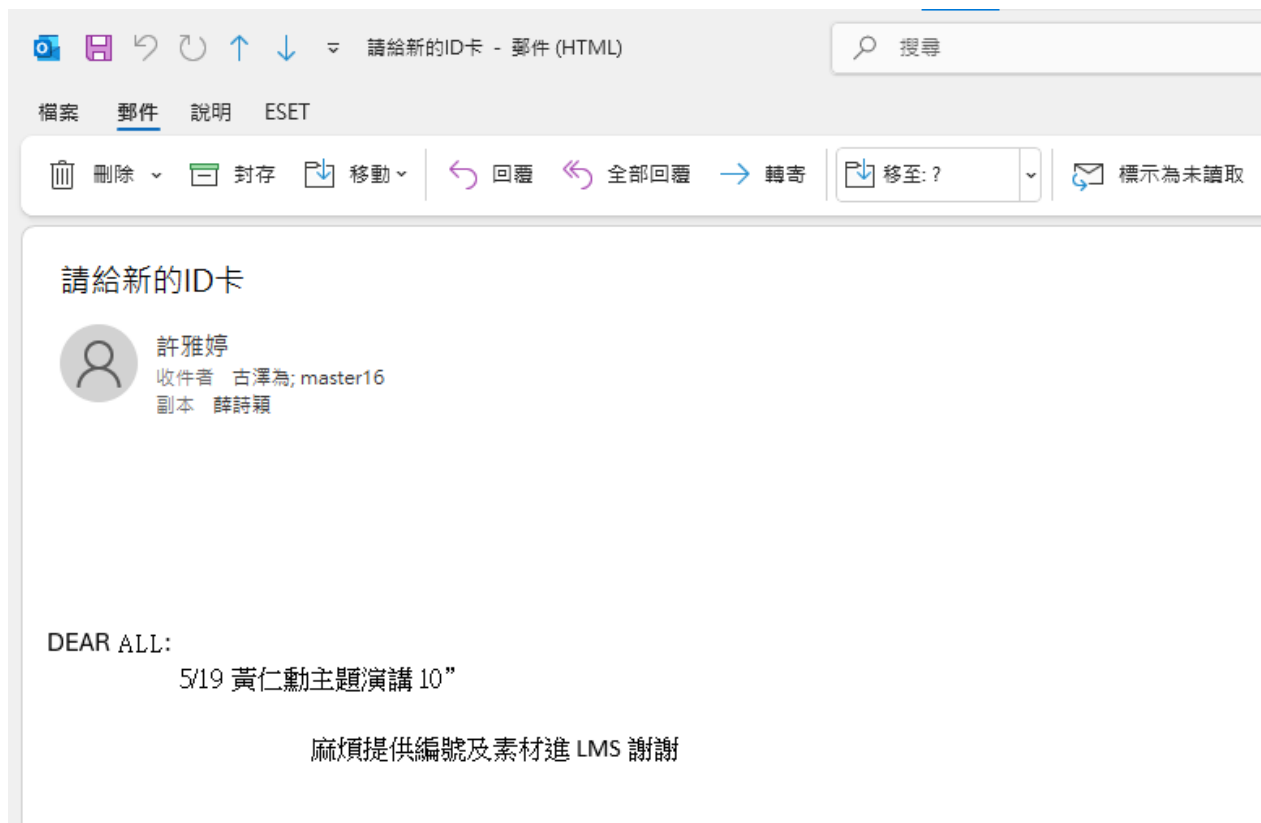 請給新的ID卡 - 郵件 (HTML)
搜尋
檔案 郵件 說明 ESET
刪除 封存 移動 回覆 全部回覆 轉寄 移至: ? 標示為未讀取
請給新的ID卡
許雅婷
收件者 古澤為; master16
副本 薛詩穎
DEAR ALL:
5/19 黃仁勳主題演講 10”
麻煩提供編號及素材進 LMS 謝謝